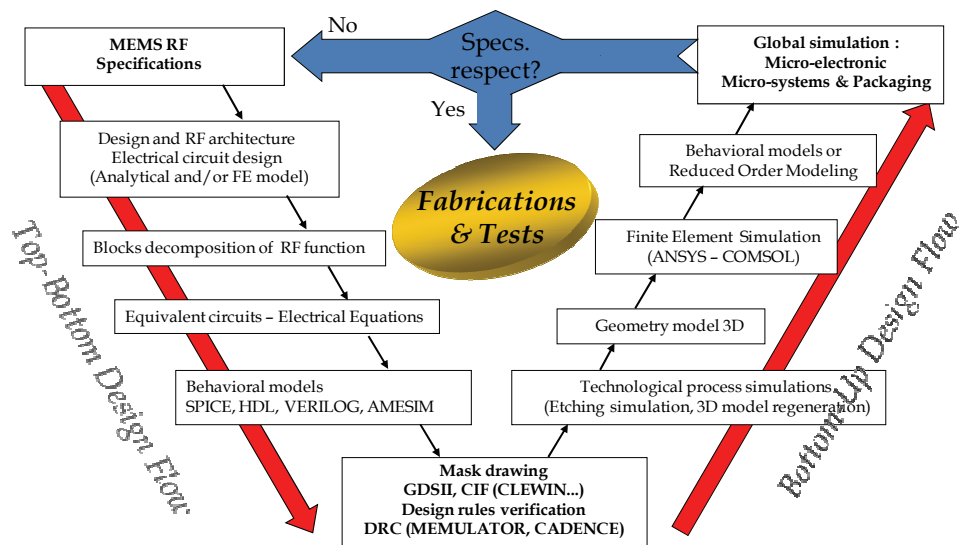 MEMS RF
Specifications
No
Specs.
respect?
Yes
Global simulation :
Micro-electronic
Micro-systems & Packaging
Design and RF architecture
Electrical circuit design
(Analytical and/or FE model)
Blocks decomposition of RF function
Equivalent circuits – Electrical Equations
Behavioral models
SPICE, HDL, VERILOG, AMESIM
Top-Bottom Design Flow
Fabrications
& Tests
Mask drawing
GDSII, CIF (CLEWIN...)
Design rules verification
DRC (MEMULATOR, CADENCE)
Behavioral models or
Reduced Order Modeling
Finite Element Simulation
(ANSYS – COMSOL)
Geometry model 3D
Technological process simulations
(Etching simulation, 3D model regeneration)
Bottom-Up Design Flow